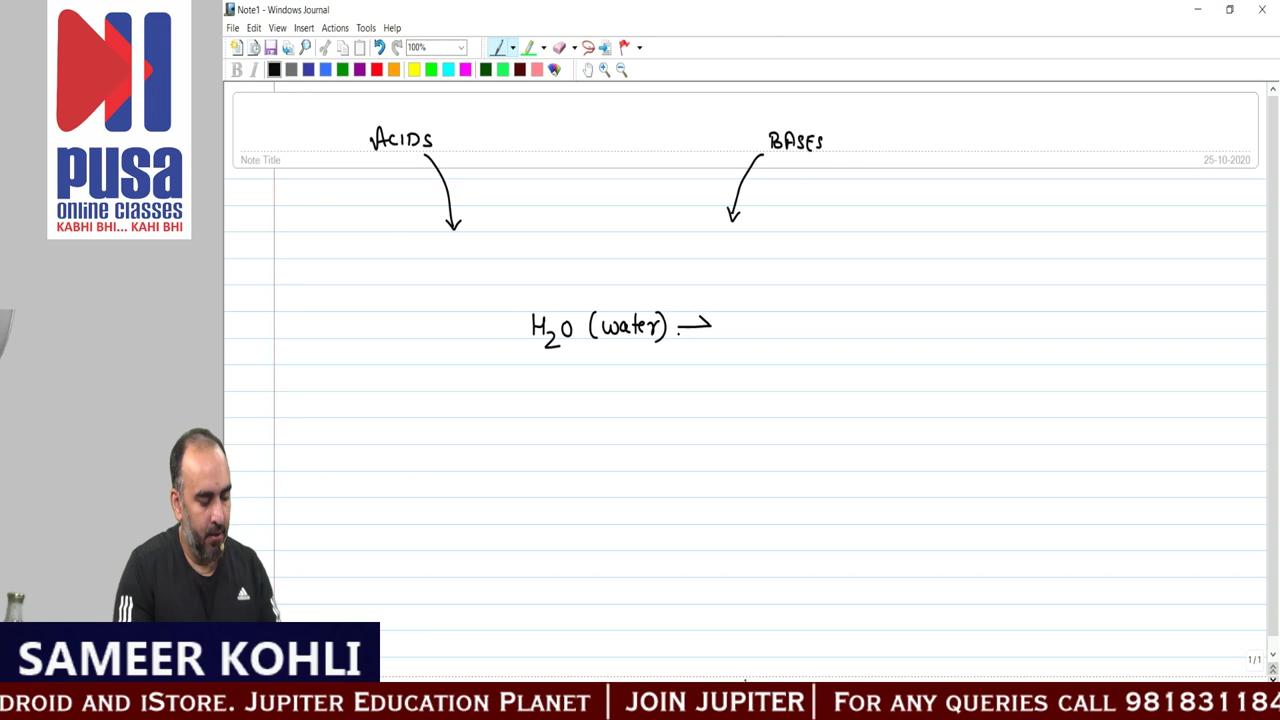 Note1 - Windows Journal
File Edit View Insert Actions Tools Help
100%
B I
ACIDS
BASES
Note Title
25-10-2020
PUSA
ONLINE CLASSES
KABHI BHI... KAHI BHI
H2O (water) ⇀
1/1
SAMEER KOHLI
DROID AND iSTORE. JUPITER EDUCATION PLANET | JOIN JUPITER | FOR ANY QUERIES CALL 981831184